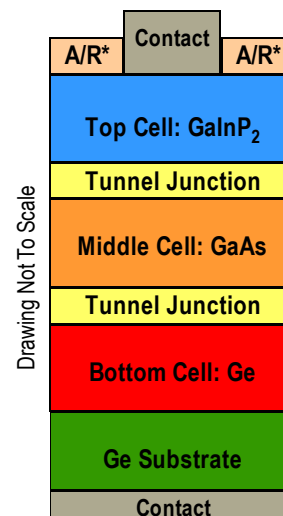 Contact
A/R* A/R*
Top Cell: GaInP₂
Tunnel Junction
Middle Cell: GaAs
Tunnel Junction
Bottom Cell: Ge
Ge Substrate
Contact
Drawing Not To Scale